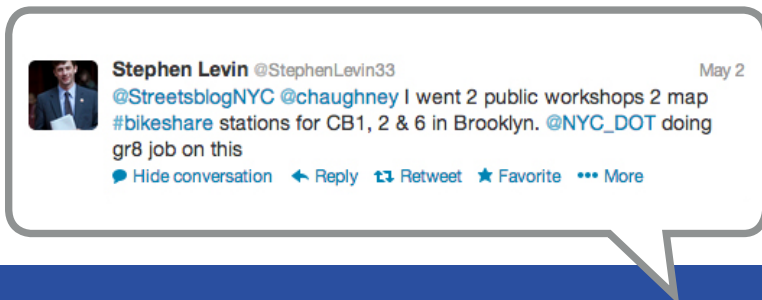 Stephen Levin @StephenLevin33 May 2
@StreetsblogNYC @chaughney I went 2 public workshops 2 map
#bikeshare stations for CB1, 2 & 6 in Brooklyn. @NYC_DOT doing
gr8 job on this
Hide conversation Reply Retweet Favorite More